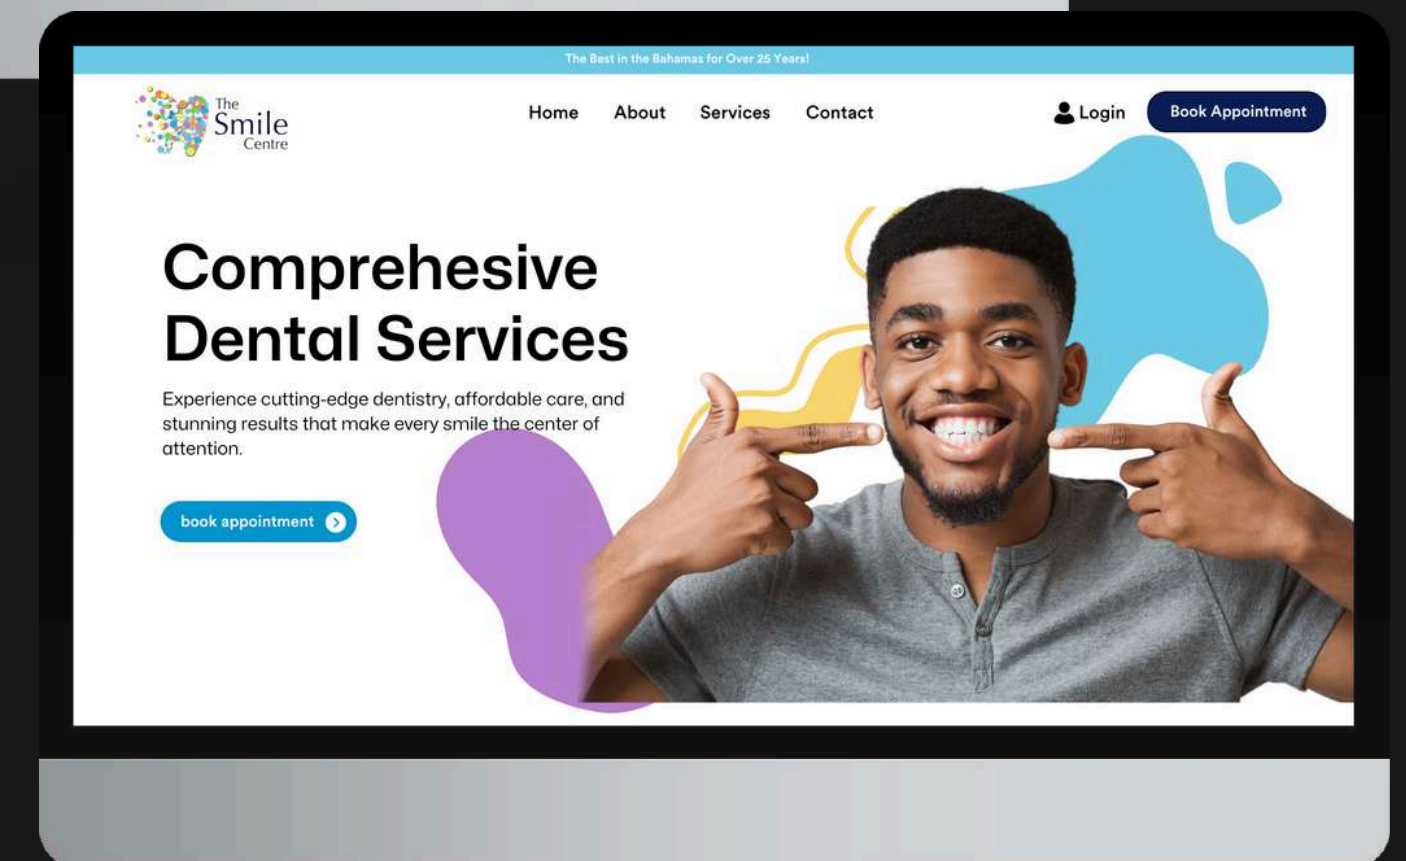 The Best in the Bahamas for Over 25 Years!
The
Smile
Centre
Home About Services Contact Login Book Appointment
Comprehesive
Dental Services
Experience cutting-edge dentistry, affordable care, and
stunning results that make every smile the center of
attention.
book appointment